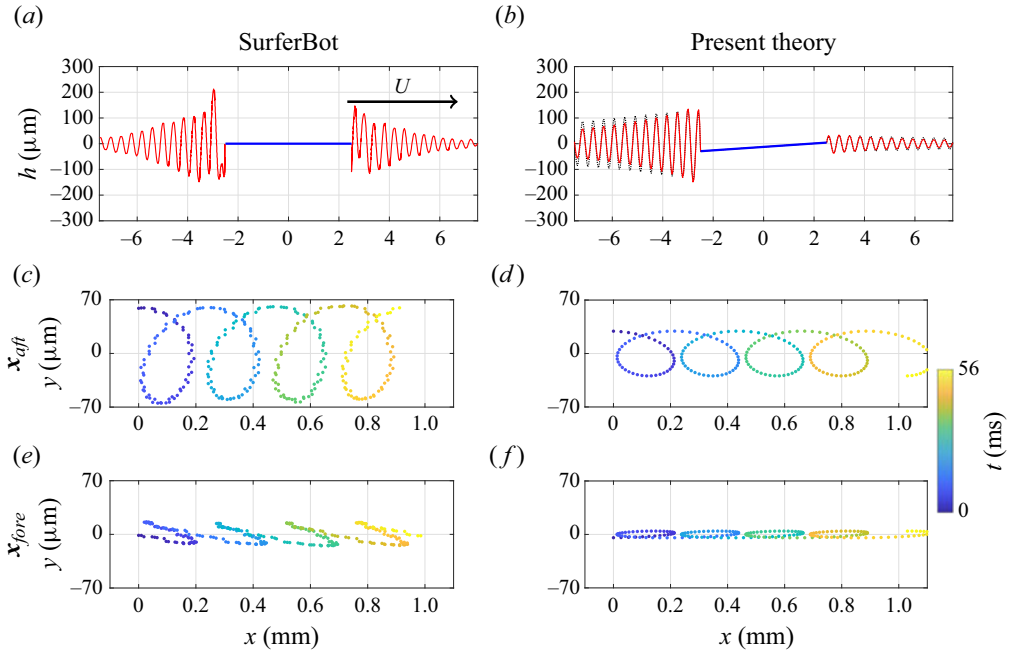 (a)
SurferBot
(b)
Present theory
300
200
100
0
–100
–200
–300
h (μm)
U
–6 –4 –2 0 2 4 6
300
200
100
0
–100
–200
–300
–6 –4 –2 0 2 4 6
(c)
70
0
–70
x_aft
y (μm)
0 0.2 0.4 0.6 0.8 1.0
(d)
70
0
–70
0 0.2 0.4 0.6 0.8 1.0
56
t (ms)
0
(e)
70
0
–70
x_fore
y (μm)
0 0.2 0.4 0.6 0.8 1.0
x (mm)
(f)
70
0
–70
0 0.2 0.4 0.6 0.8 1.0
x (mm)